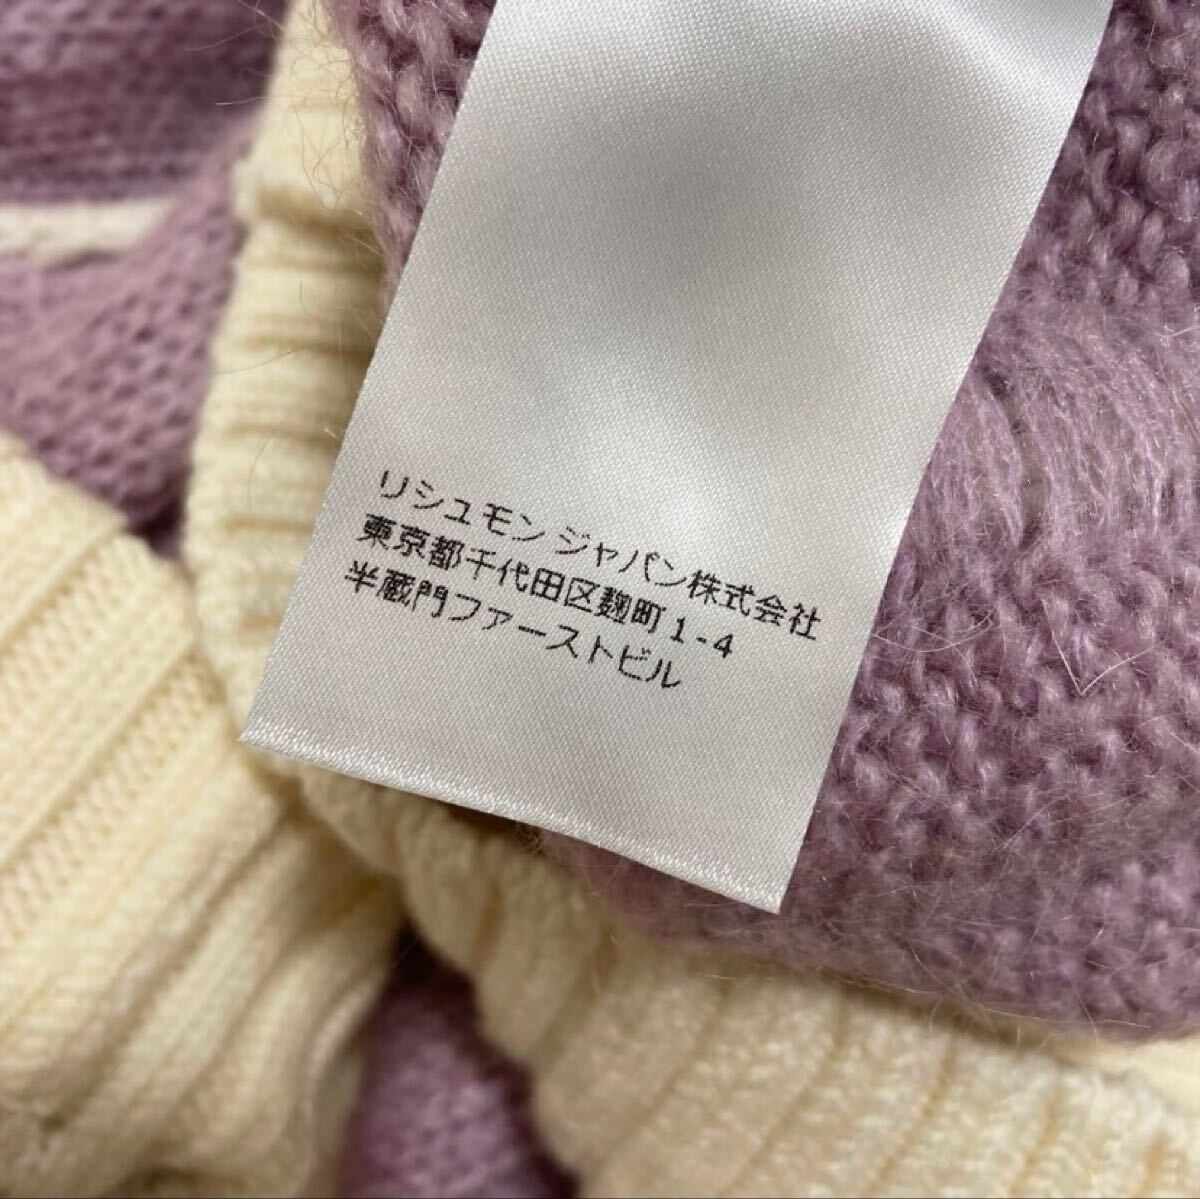 リシュモン ジャパン株式会社
東京都千代田区麹町 1 - 4
半蔵門ファーストビル